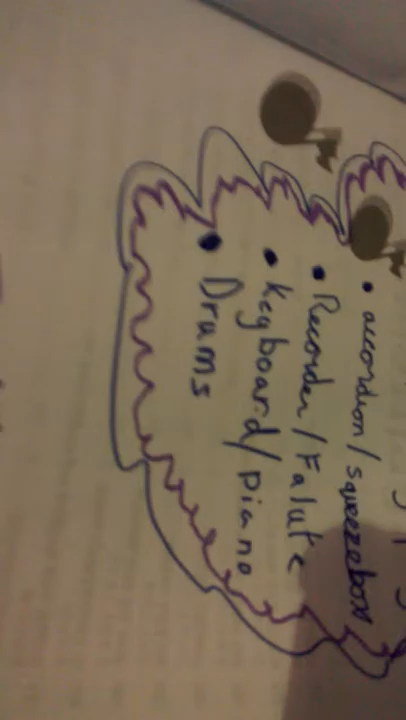 • accordion/squeezebox
• Recorder/Falute
• Keyboard/piano
• Drums